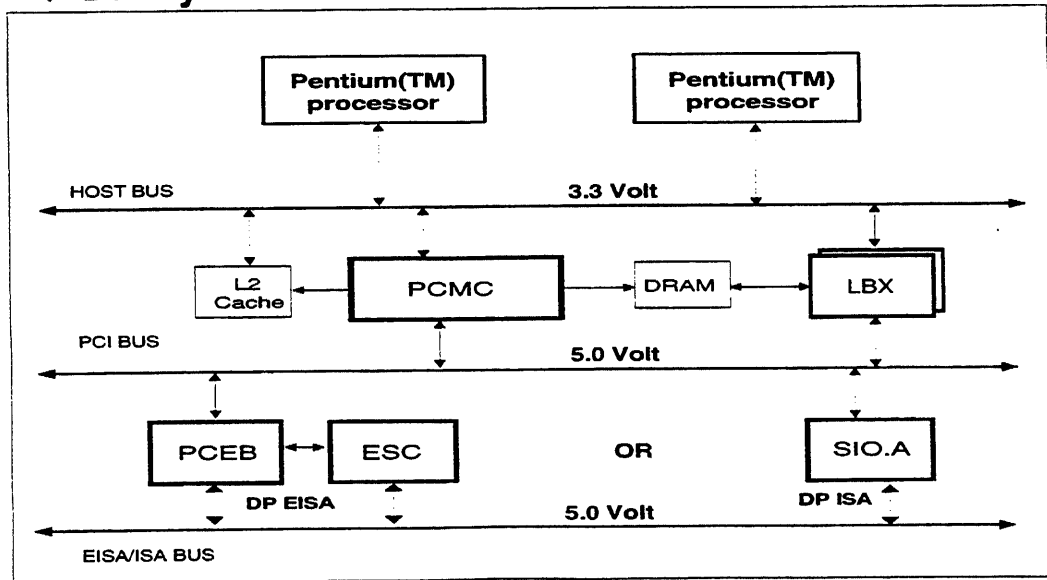 Pentium(TM)
processor
Pentium(TM)
processor
HOST BUS
3.3 Volt
L2
Cache
PCMC
DRAM
LBX
PCI BUS
5.0 Volt
PCEB
ESC
OR
SIO.A
DP EISA
DP ISA
5.0 Volt
EISA/ISA BUS